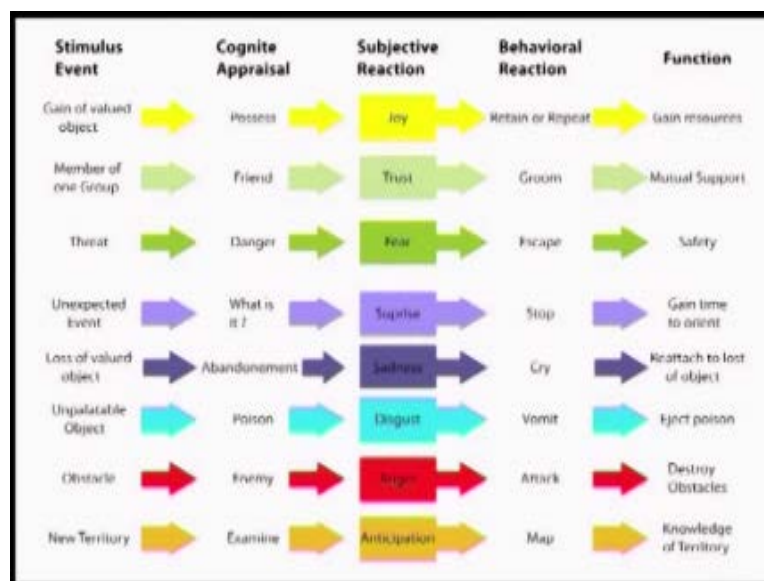 Stimulus Event
Cognite Appraisal
Subjective Reaction
Behavioral Reaction
Function
Gain of valued object
Possess
Joy
Retain or Repeat
Gain resources
Member of one Group
Friend
Trust
Groom
Mutual Support
Threat
Danger
Fear
Escape
Safety
Unexpected Event
What is it ?
Suprise
Stop
Gain time to orient
Loss of valued object
Abandonement
Sadness
Cry
Reattach to lost of object
Unpalatable Object
Poison
Disgust
Vomit
Eject poison
Obstacle
Enemy
Anger
Attack
Destroy Obstacles
New Territory
Examine
Anticipation
Map
Knowledge of Territory